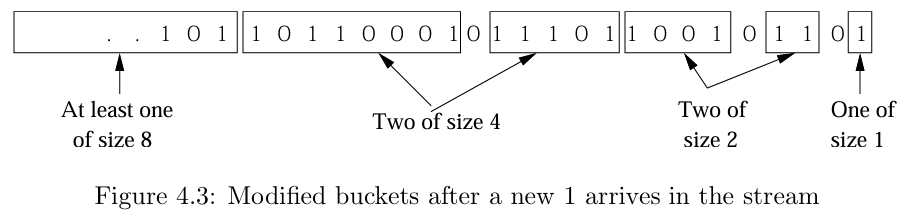 . . 1 0 1 1 0 1 1 0 0 0 1 0 1 1 1 0 1 1 0 0 1 0 1 1 0 1
At least one
of size 8
Two of size 4
Two of
size 2
One of
size 1
Figure 4.3: Modified buckets after a new 1 arrives in the stream